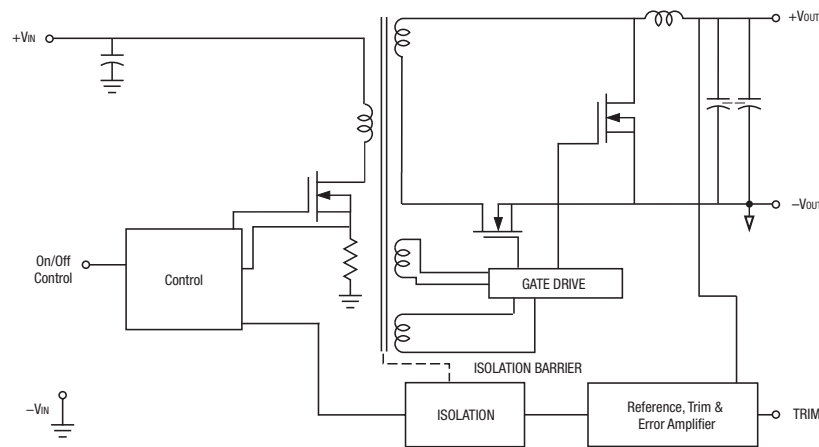 +VIN
+VOUT
-VOUT
On/Off
Control
Control
GATE DRIVE
ISOLATION BARRIER
-VIN
ISOLATION
Reference, Trim &
Error Amplifier
TRIM